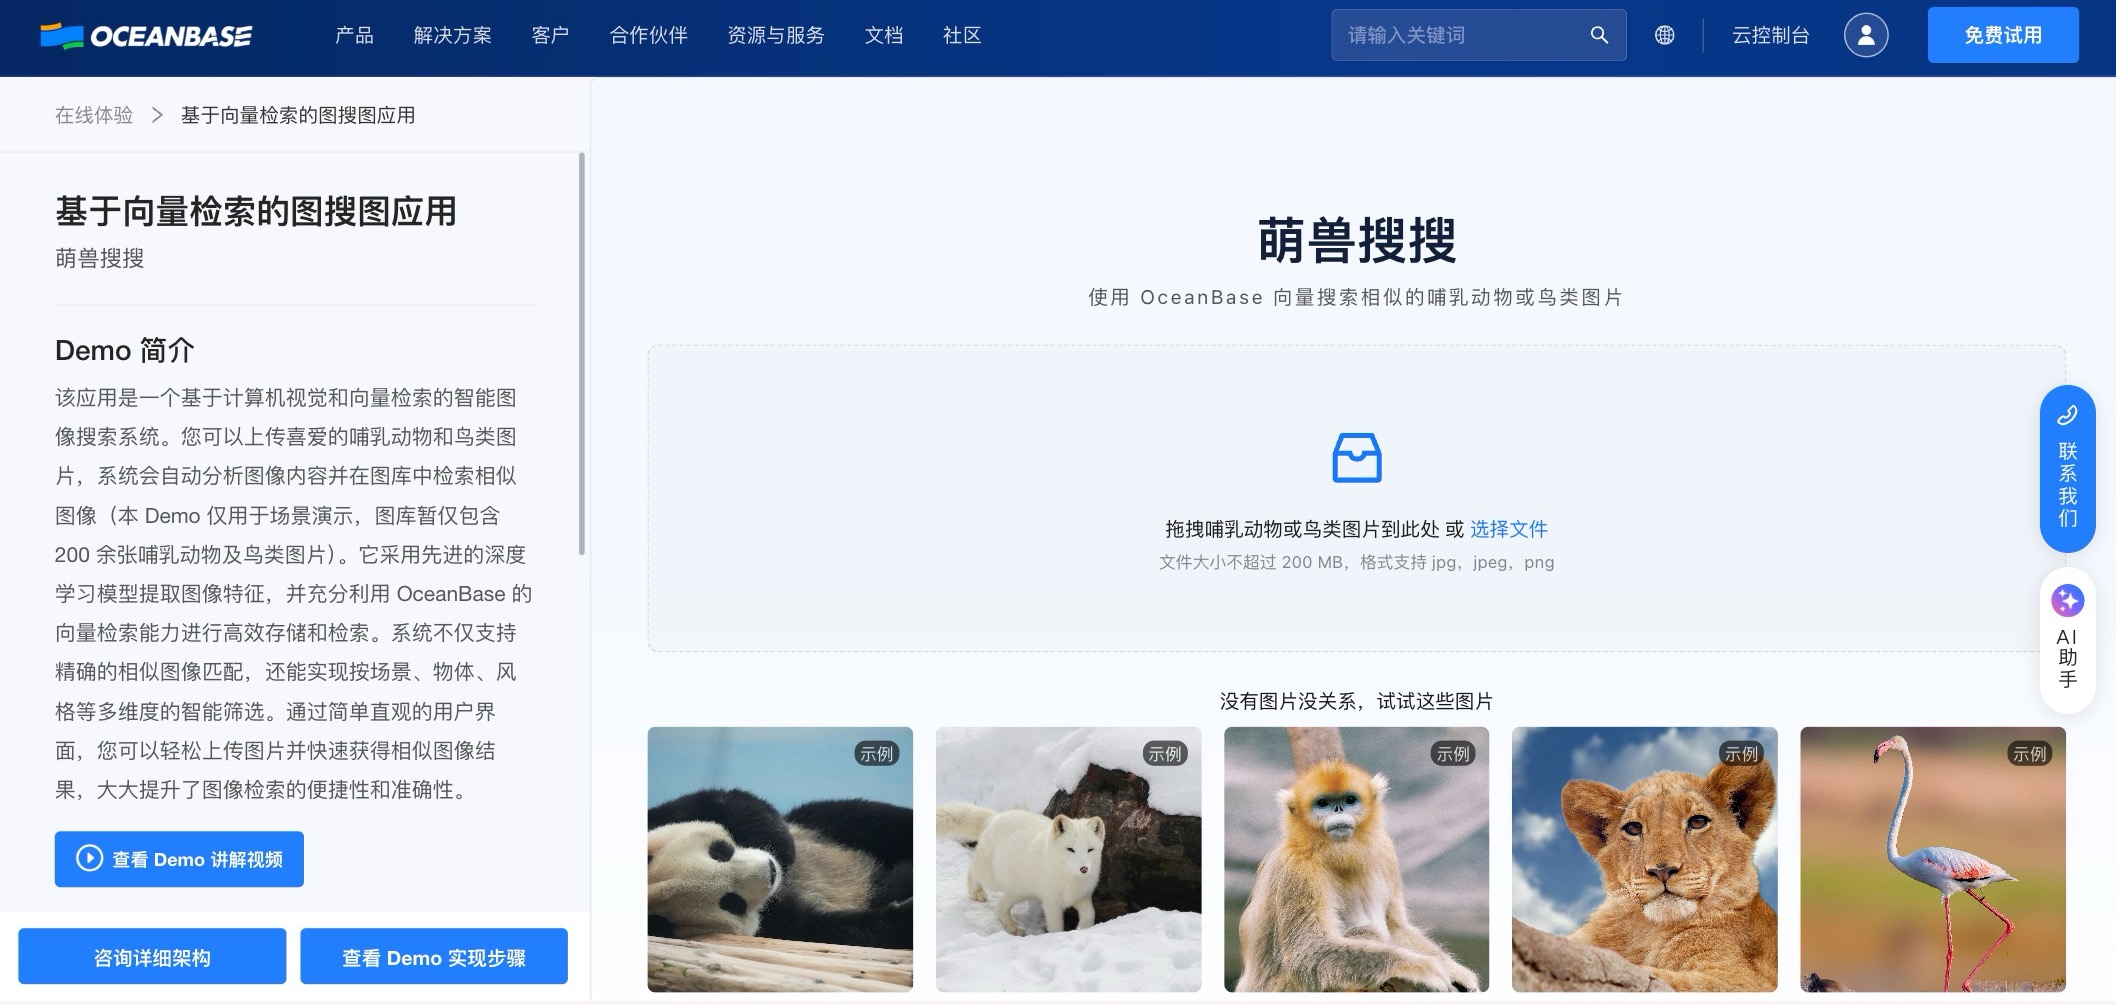 OCEANBASE
产品 解决方案 客户 合作伙伴 资源与服务 文档 社区
请输入关键词
云控制台
免费试用
在线体验 > 基于向量检索的图搜图应用
基于向量检索的图搜图应用
萌兽搜搜
Demo 简介
该应用是一个基于计算机视觉和向量检索的智能图
像搜索系统。您可以上传喜爱的哺乳动物和鸟类图
片，系统会自动分析图像内容并在图库中检索相似
图像（本 Demo 仅用于场景演示，图库暂仅包含
200 余张哺乳动物及鸟类图片）。它采用先进的深度
学习模型提取图像特征，并充分利用 OceanBase 的
向量检索能力进行高效存储和检索。系统不仅支持
精确的相似图像匹配，还能实现按场景、物体、风
格等多维度的智能筛选。通过简单直观的用户界
面，您可以轻松上传图片并快速获得相似图像结
果，大大提升了图像检索的便捷性和准确性。
查看 Demo 讲解视频
咨询详细架构
查看 Demo 实现步骤
萌兽搜搜
使用 OceanBase 向量搜索相似的哺乳动物或鸟类图片
拖拽哺乳动物或鸟类图片到此处 或 选择文件
文件大小不超过 200 MB，格式支持 jpg，jpeg，png
没有图片没关系，试试这些图片
示例
示例
示例
示例
示例
联系我们
AI助手